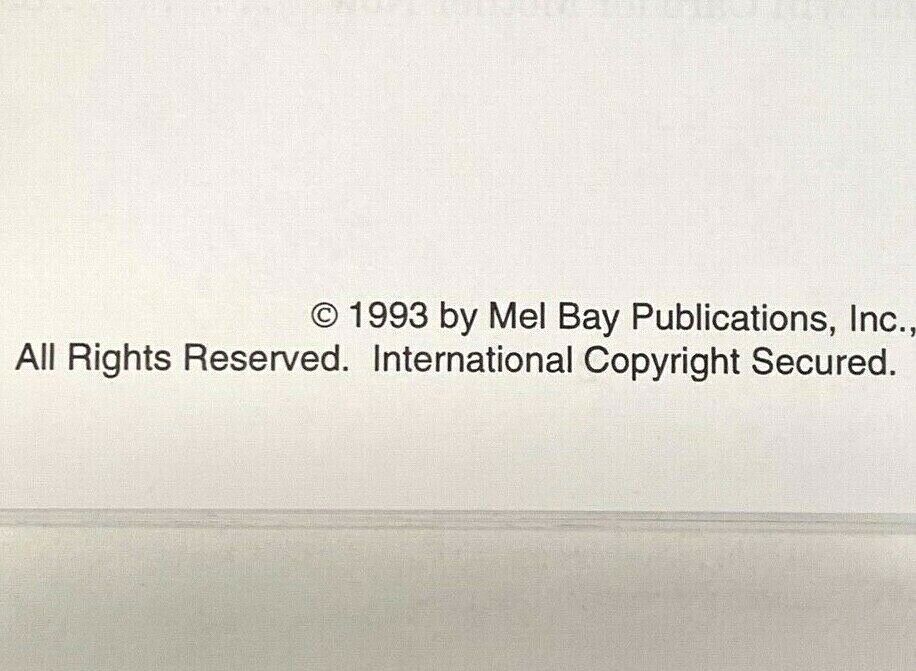 © 1993 by Mel Bay Publications, Inc.,
All Rights Reserved. International Copyright Secured.